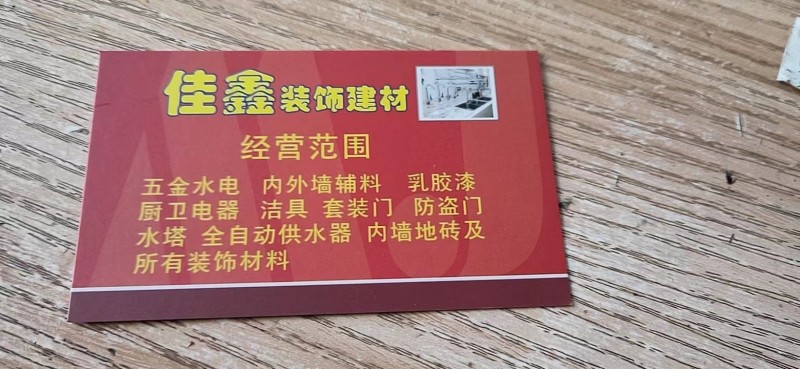 佳鑫装饰建材
经营范围
五金水电 内外墙辅料 乳胶漆
厨卫电器 洁具 套装门 防盗门
水塔 全自动供水器 内墙地砖及
所有装饰材料